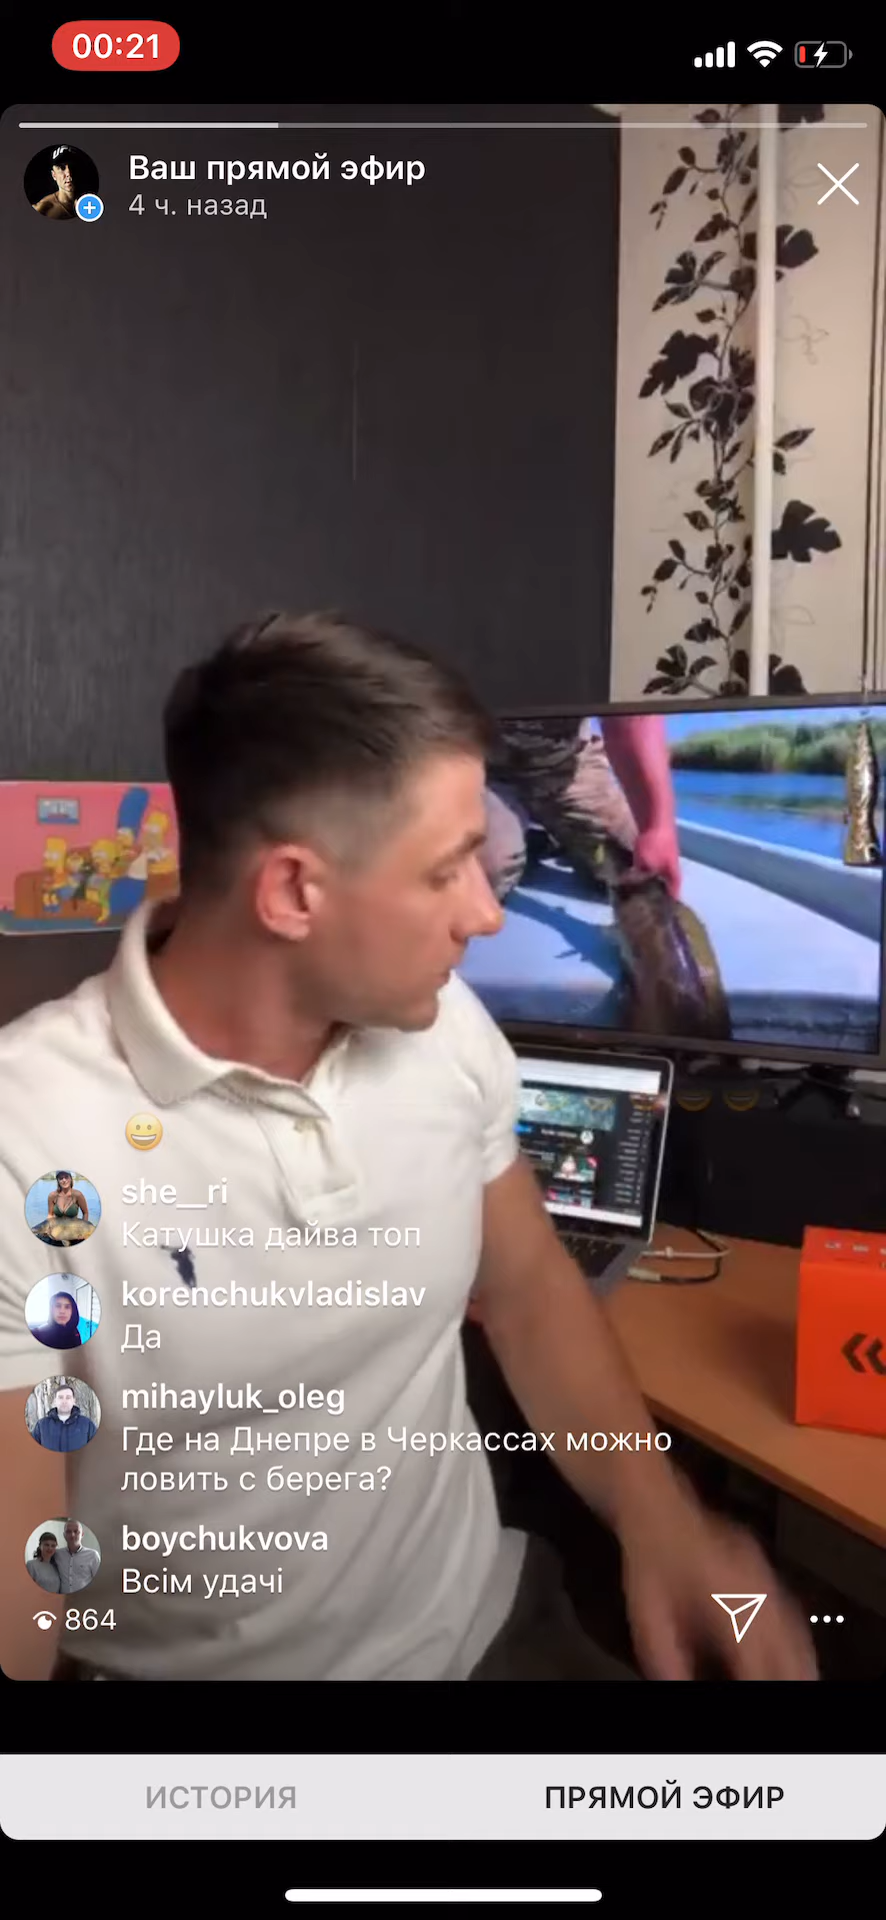 00:21
Ваш прямой эфир
4 ч. назад
she__ri
Катушка дайва топ
korenchukvladislav
Да
mihayluk_oleg
Где на Днепре в Черкассах можно
ловить с берега?
boychukvova
Всім удачі
864
ИСТОРИЯ
ПРЯМОЙ ЭФИР